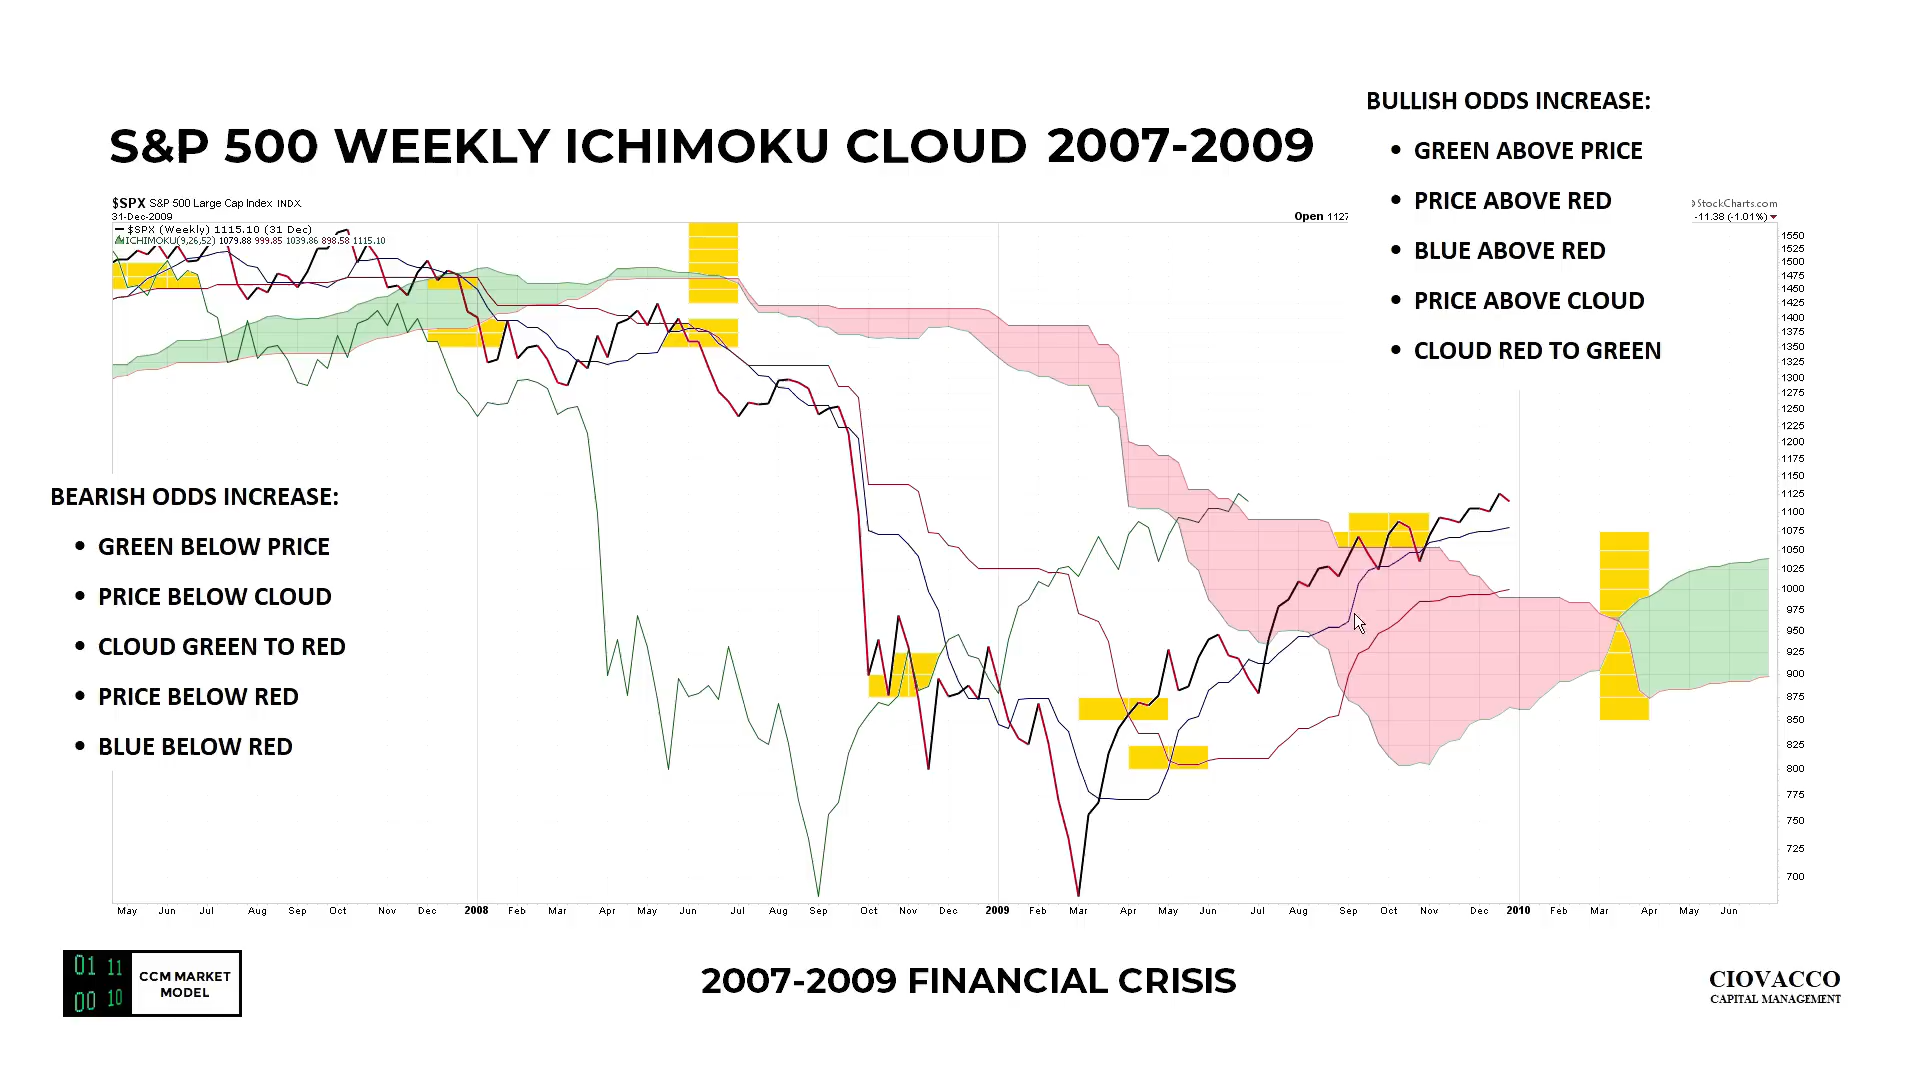 BULLISH ODDS INCREASE:
• GREEN ABOVE PRICE
• PRICE ABOVE RED
• BLUE ABOVE RED
• PRICE ABOVE CLOUD
• CLOUD RED TO GREEN
S&P 500 WEEKLY ICHIMOKU CLOUD 2007-2009
$SPX S&P 500 Large Cap Index INDX
StockCharts.com
31-Dec-2009
Open 1127
-11.38 (-1.01%)
$SPX (Weekly) 1115.10 (31 Dec)
ICHIMOKU(9,26,52) 1079.88 999.85 1039.86 898.58 1115.10
1550
1525
1500
1475
1450
1425
1400
1375
1350
1325
1300
1275
1250
1225
1200
1175
1150
1125
1100
1075
1050
1025
1000
975
950
925
900
875
850
825
800
775
750
725
700
BEARISH ODDS INCREASE:
• GREEN BELOW PRICE
• PRICE BELOW CLOUD
• CLOUD GREEN TO RED
• PRICE BELOW RED
• BLUE BELOW RED
May Jun Jul Aug Sep Oct Nov Dec 2008 Feb Mar Apr May Jun Jul Aug Sep Oct Nov Dec 2009 Feb Mar Apr May Jun Jul Aug Sep Oct Nov Dec 2010 Feb Mar Apr May Jun
01 11
00 10
CCM MARKET
MODEL
2007-2009 FINANCIAL CRISIS
CIOVACCO
CAPITAL MANAGEMENT